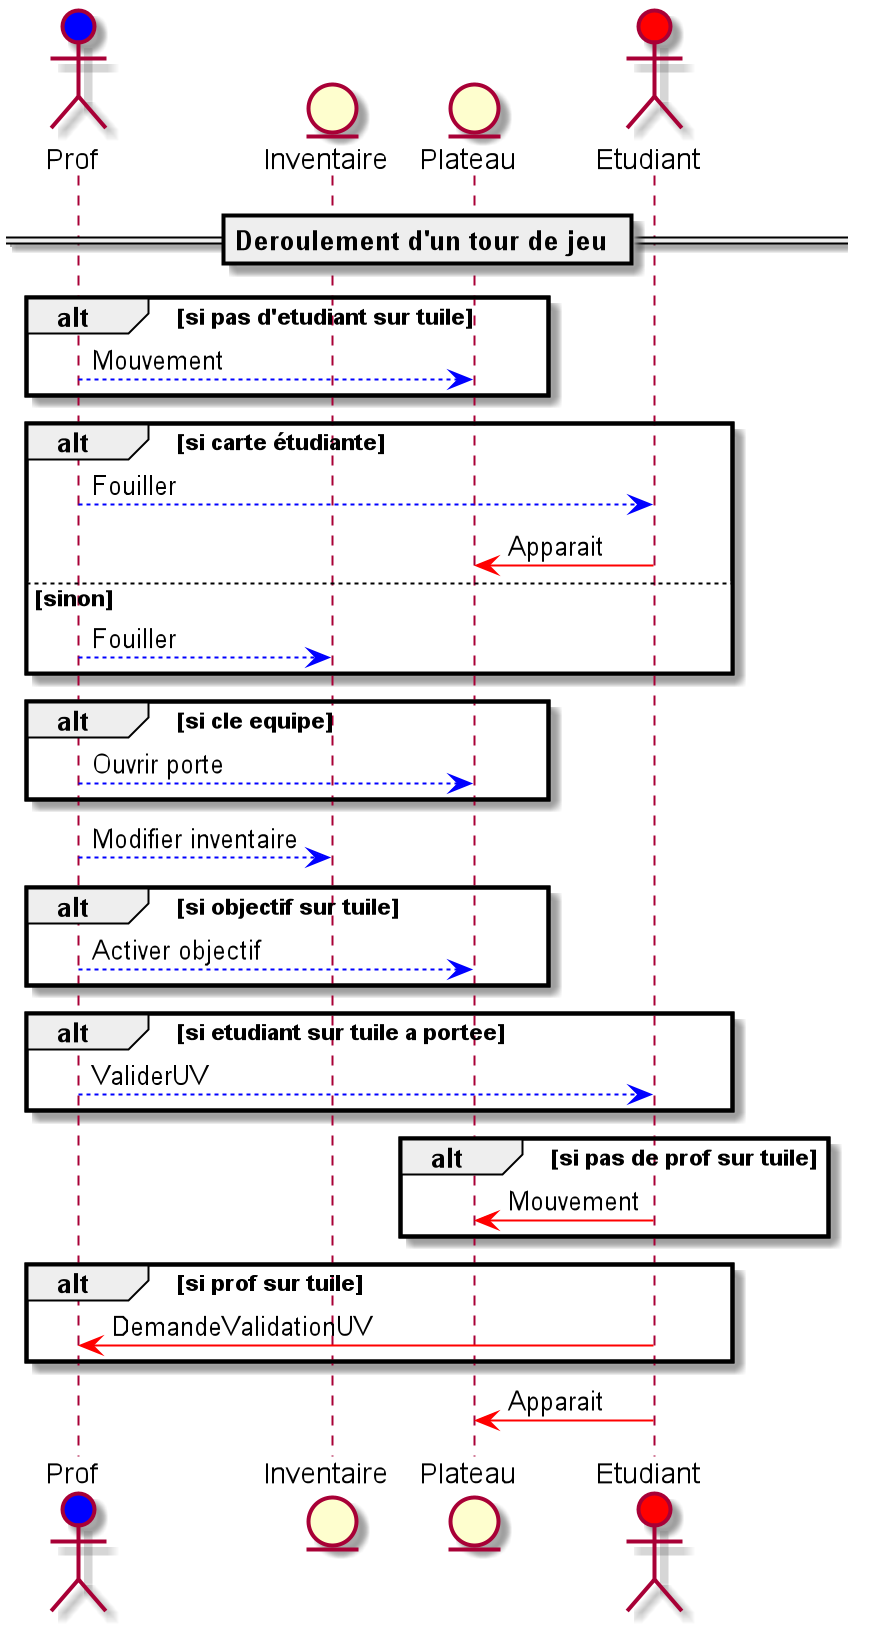 Prof Inventaire Plateau Etudiant
Deroulement d'un tour de jeu
alt [si pas d'etudiant sur tuile]
Mouvement
alt [si carte étudiante]
Fouiller
Apparait
[sinon]
Fouiller
alt [si cle equipe]
Ouvrir porte
Modifier inventaire
alt [si objectif sur tuile]
Activer objectif
alt [si etudiant sur tuile a portee]
ValiderUV
alt [si pas de prof sur tuile]
Mouvement
alt [si prof sur tuile]
DemandeValidationUV
Apparait
Prof Inventaire Plateau Etudiant